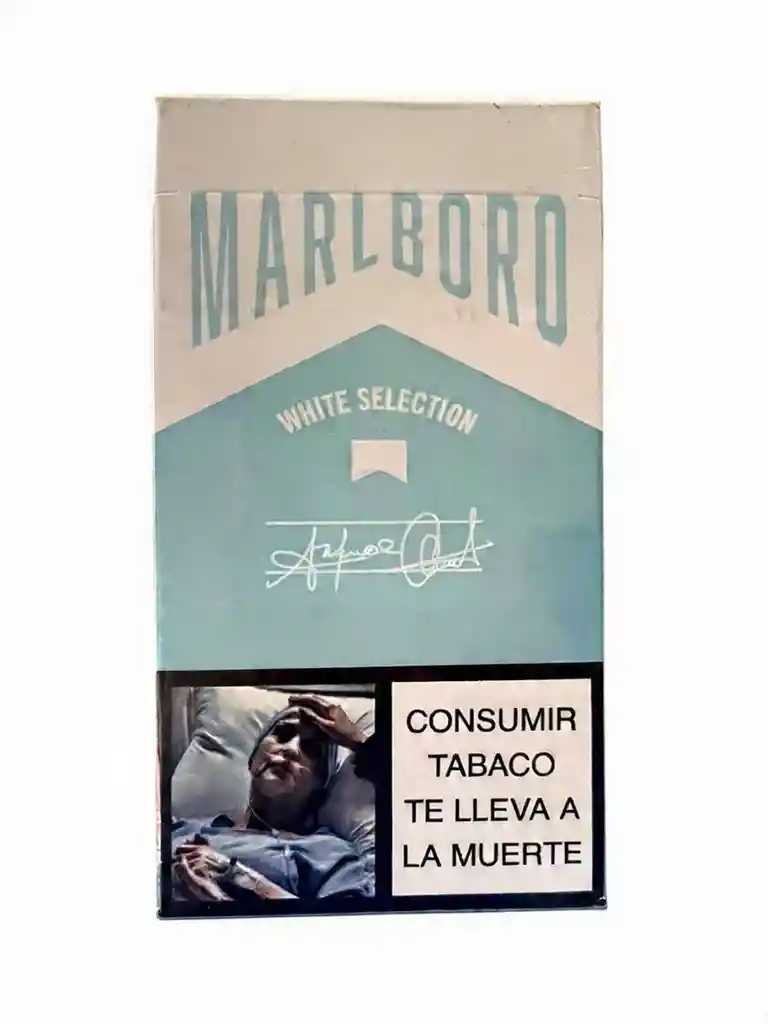 MARLBORO
WHITE SELECTION
CONSUMIR
TABACO
TE LLEVA A
LA MUERTE